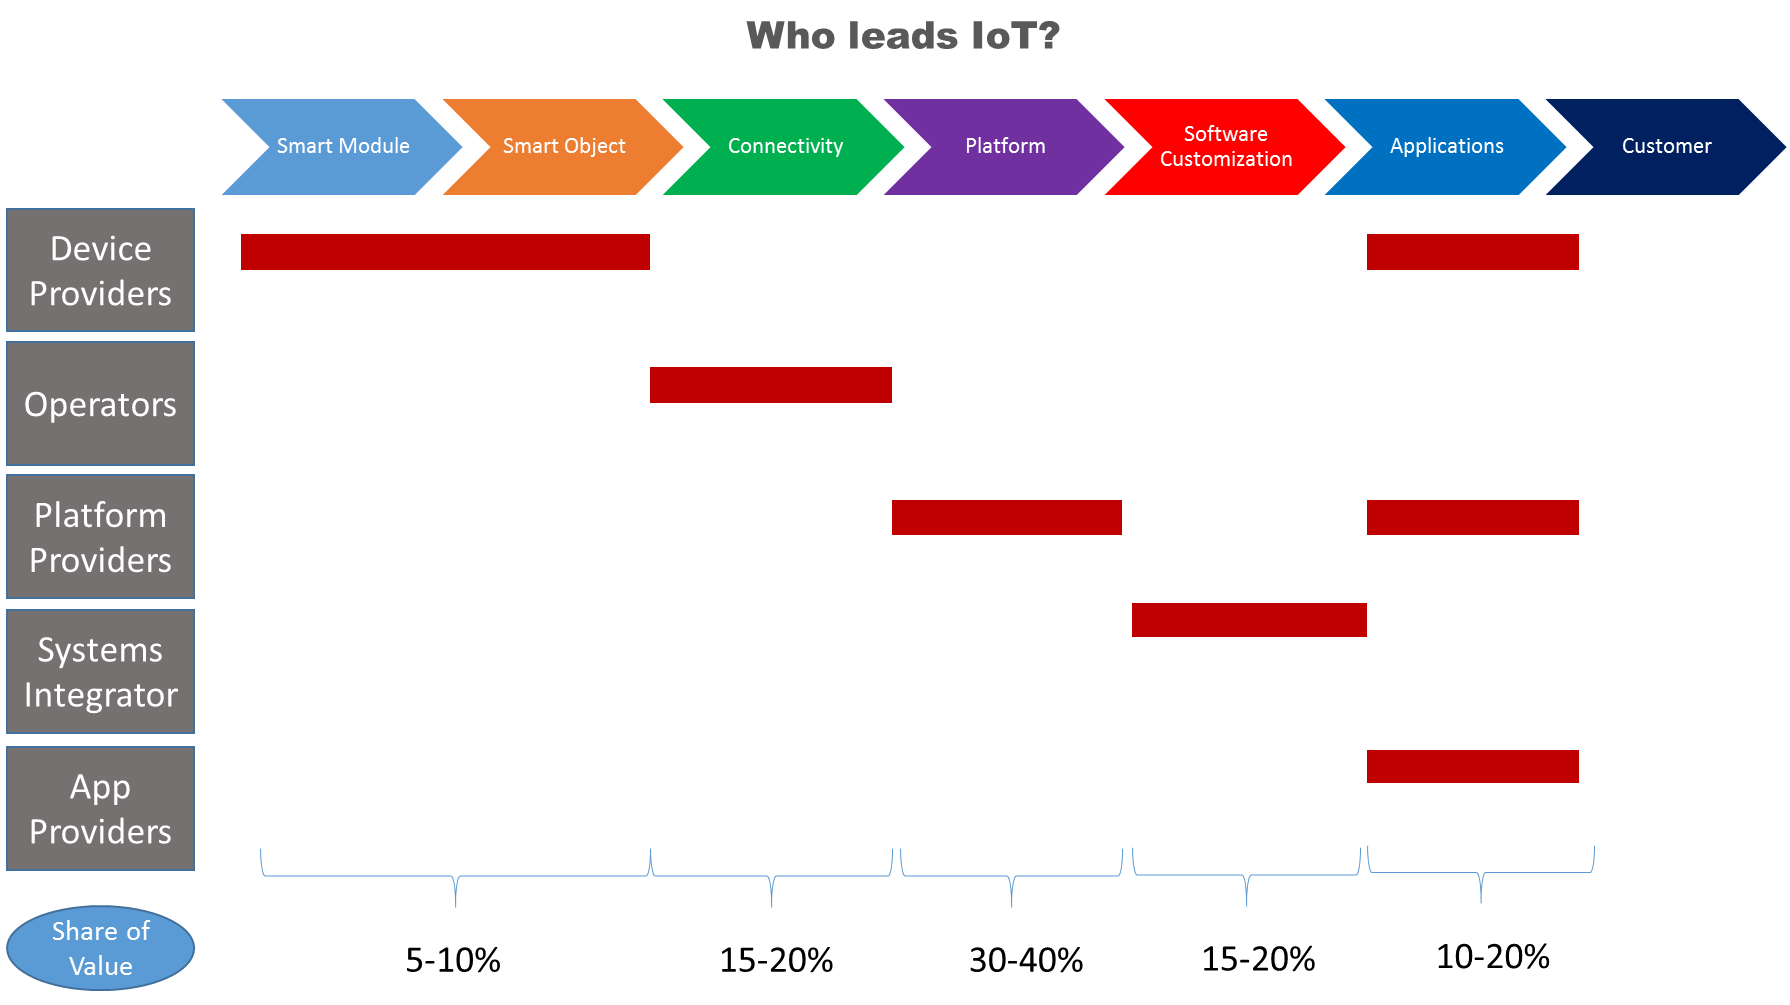 Who leads IoT?
Smart Module
Smart Object
Connectivity
Platform
Software
Customization
Applications
Customer
Device
Providers
Operators
Platform
Providers
Systems
Integrator
App
Providers
Share of
Value
5-10%
15-20%
30-40%
15-20%
10-20%